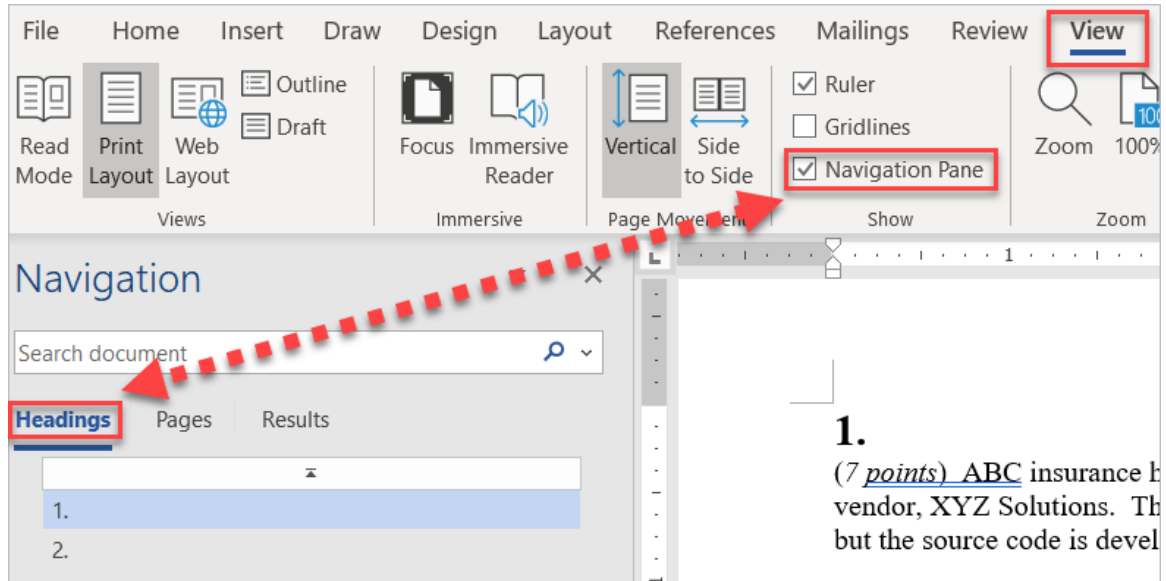 File Home Insert Draw Design Layout References Mailings Review View
Read Mode
Print Layout
Web Layout
Outline
Draft
Views
Focus
Immersive Reader
Immersive
Vertical
Side to Side
Page Movement
Ruler
Gridlines
Navigation Pane
Show
Zoom
100%
Zoom
Navigation
Search document
Headings Pages Results
1.
2.
L
1
1.
(7 points) ABC insurance
vendor, XYZ Solutions.
but the source code is
1